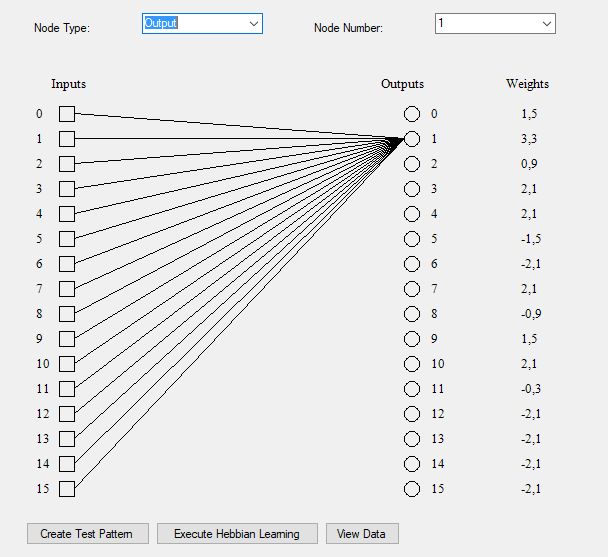 Node Type: Output Node Number: 1
Inputs Outputs Weights
0 0 1,5
1 1 3,3
2 2 0,9
3 3 2,1
4 4 2,1
5 5 -1,5
6 6 -2,1
7 7 2,1
8 8 -0,9
9 9 1,5
10 10 2,1
11 11 -0,3
12 12 -2,1
13 13 -2,1
14 14 -2,1
15 15 -2,1
Create Test Pattern Execute Hebbian Learning View Data